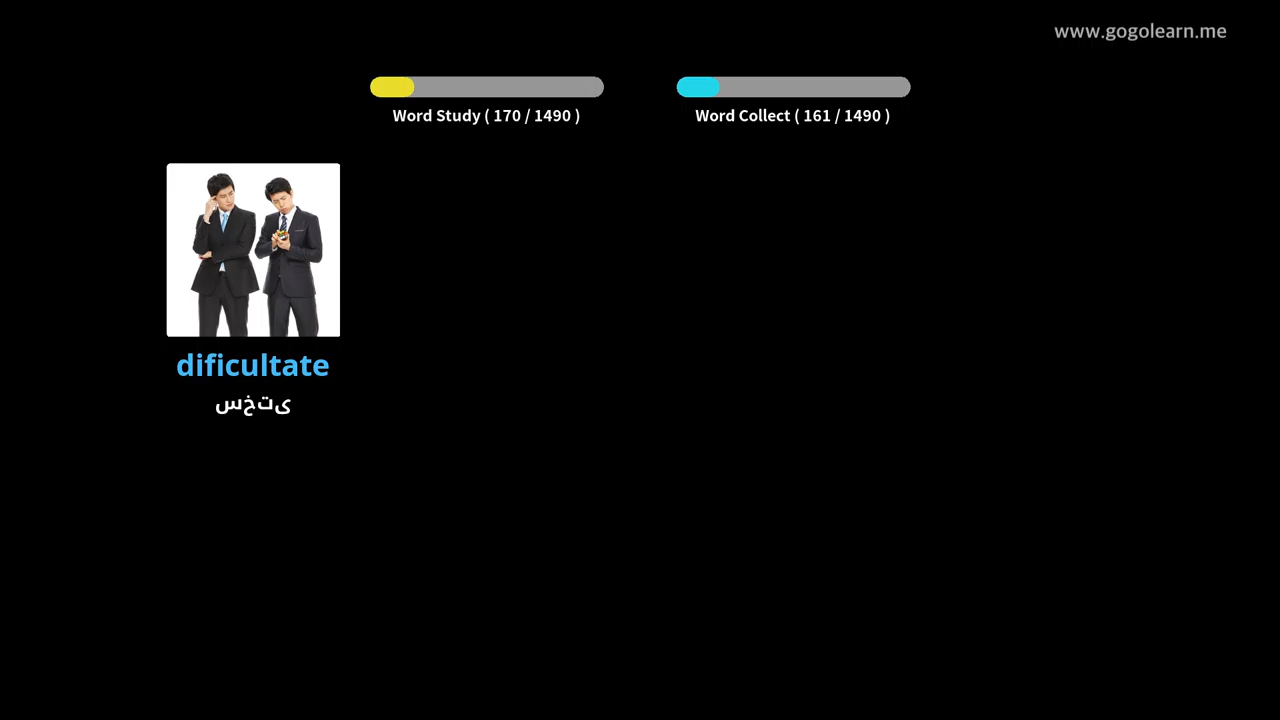 www.gogolearn.me
Word Study ( 170 / 1490 )
Word Collect ( 161 / 1490 )
dificultate
سختی